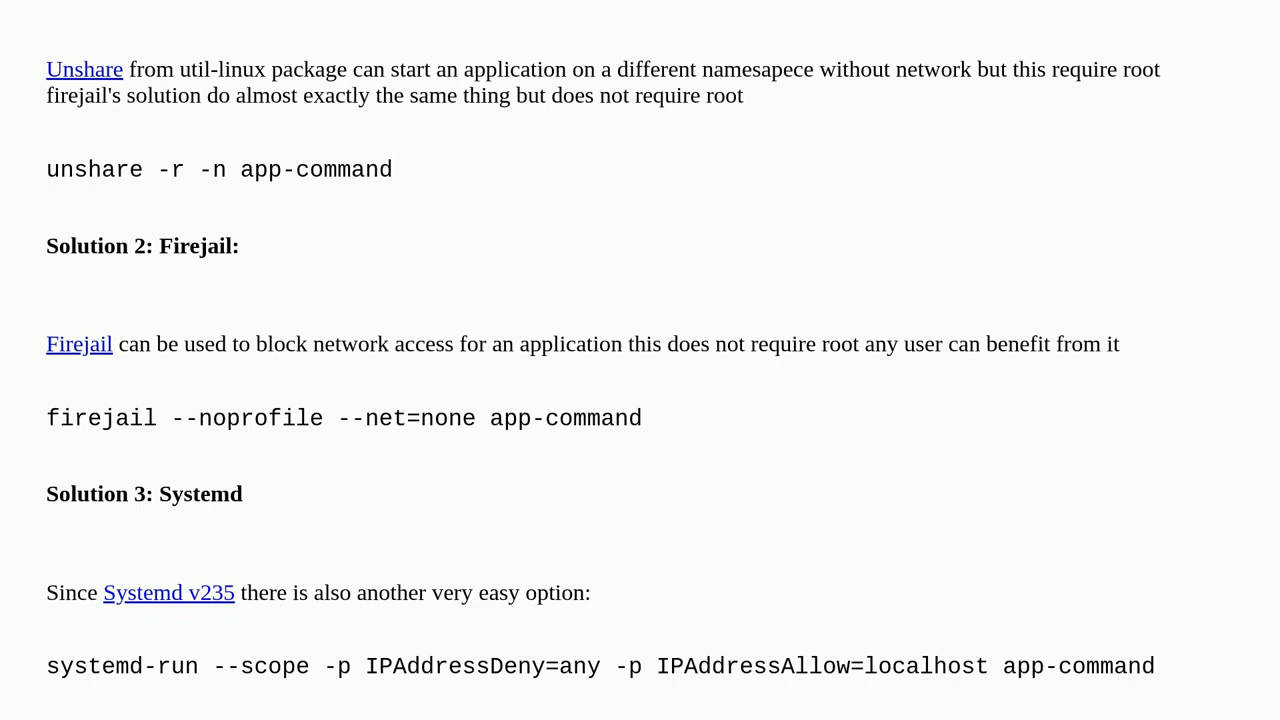 Unshare from util-linux package can start an application on a different namesapece without network but this require root
firejail's solution do almost exactly the same thing but does not require root
unshare -r -n app-command
Solution 2: Firejail:
Firejail can be used to block network access for an application this does not require root any user can benefit from it
firejail --noprofile --net=none app-command
Solution 3: Systemd
Since Systemd v235 there is also another very easy option:
systemd-run --scope -p IPAddressDeny=any -p IPAddressAllow=localhost app-command